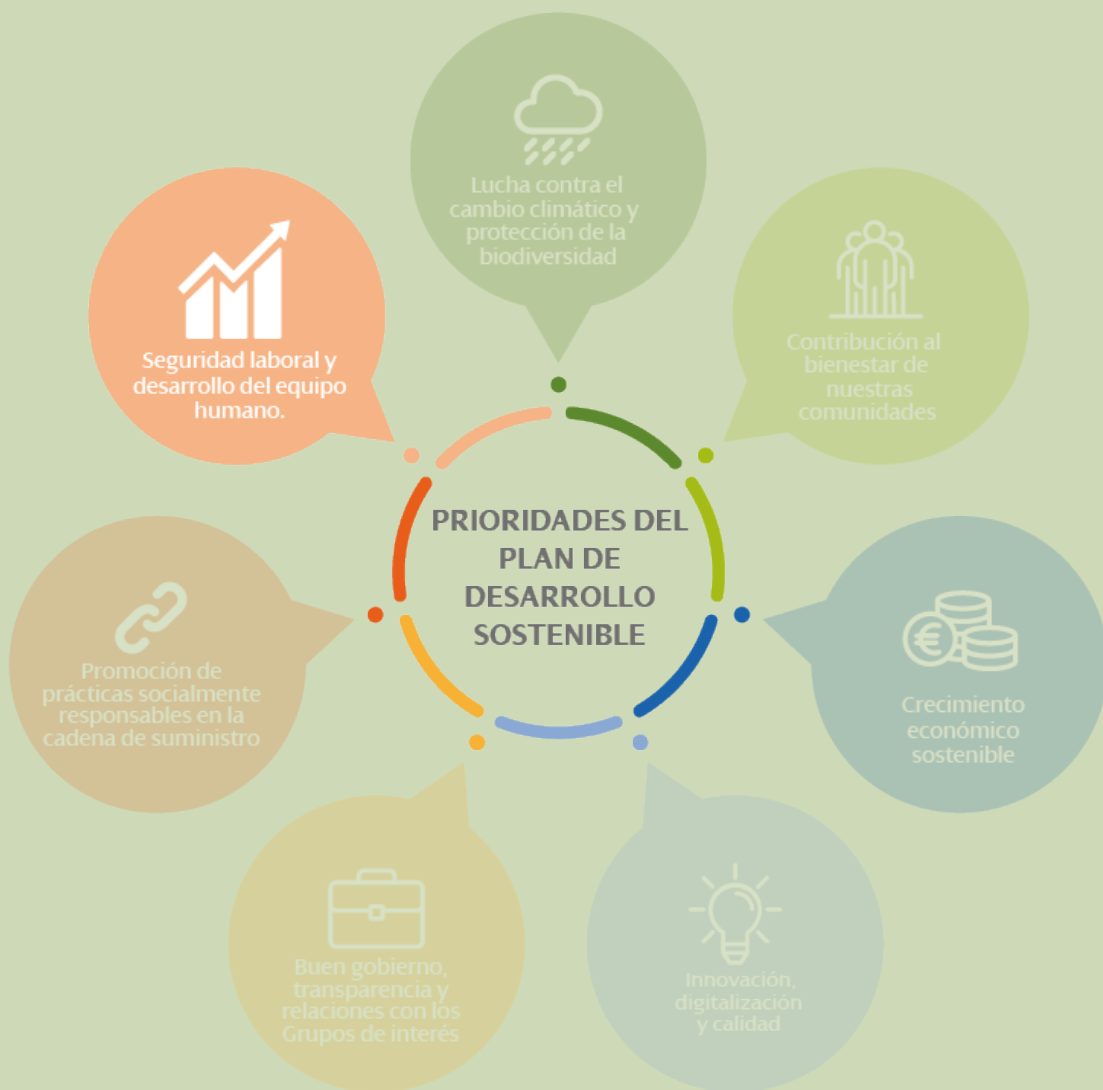 Lucha contra el
cambio climático y
protección de la
biodiversidad
Seguridad laboral y
desarrollo del equipo
humano.
Contribución al
bienestar de
nuestras
comunidades
PRIORIDADES DEL
PLAN DE
DESARROLLO
SOSTENIBLE
Promoción de
prácticas socialmente
responsables en la
cadena de suministro
€
Crecimiento
económico
sostenible
Buen gobierno,
transparencia y
relaciones con los
Grupos de interés
Innovación,
digitalización
y calidad